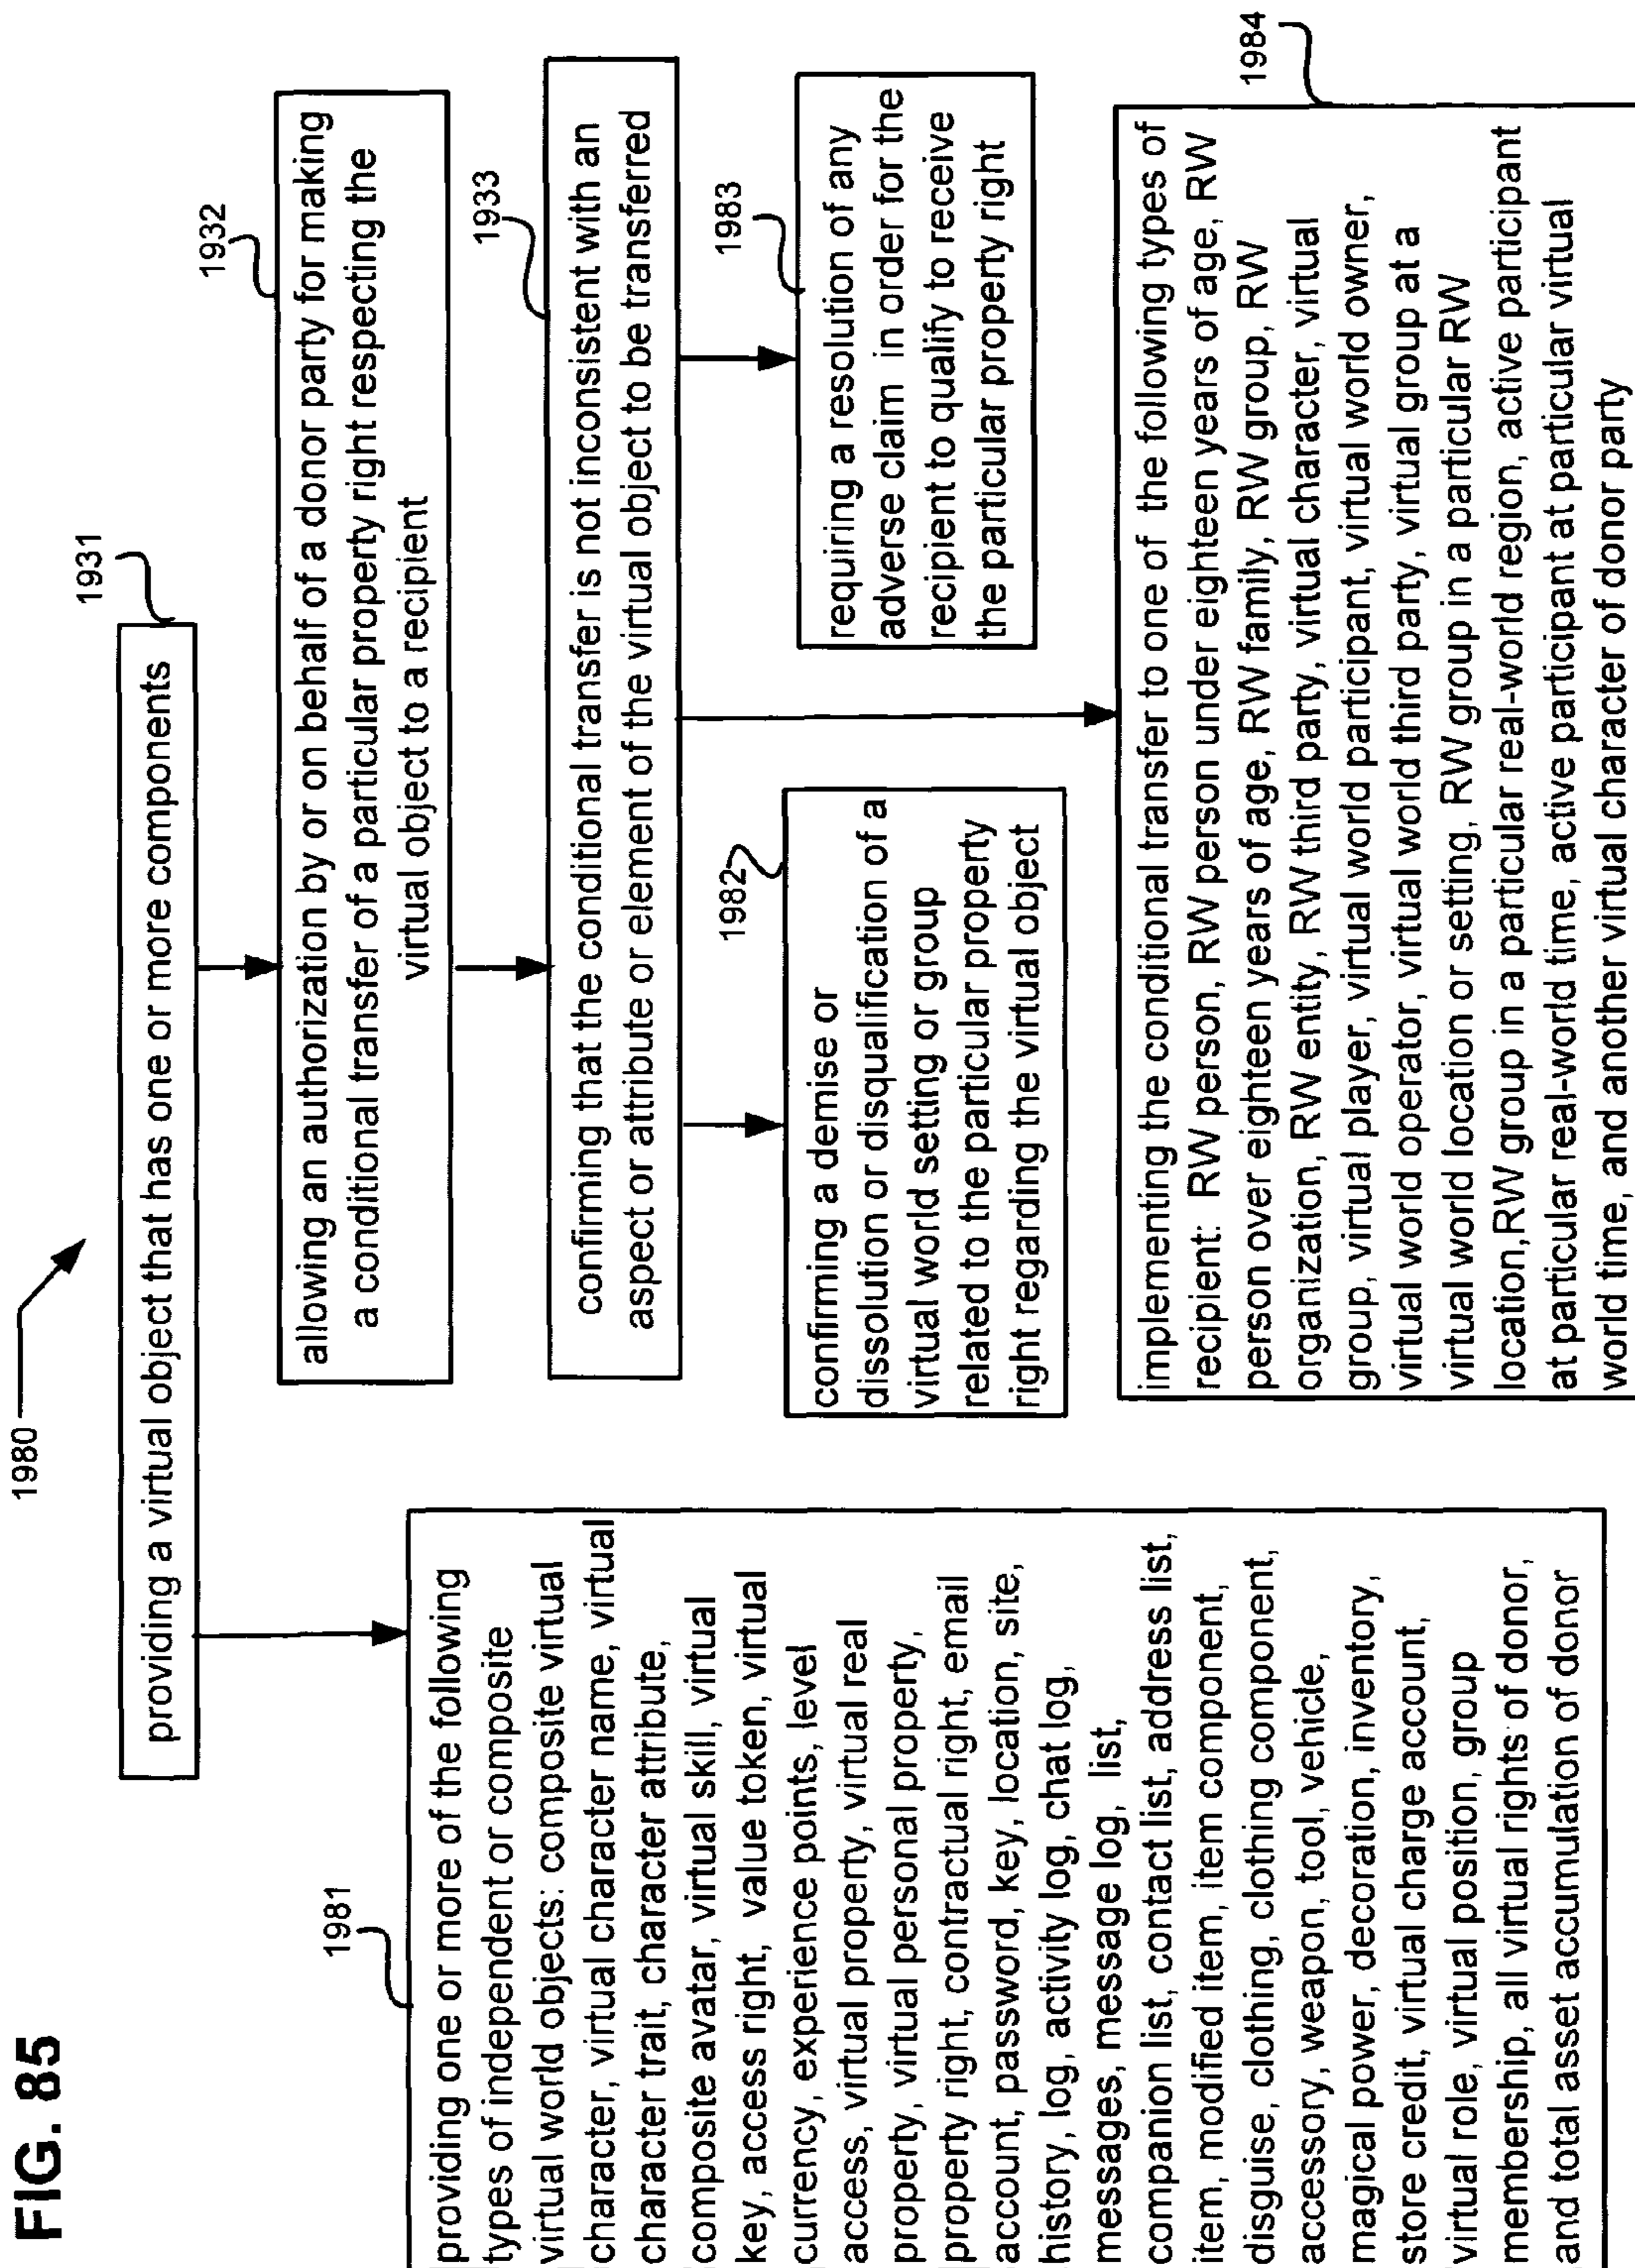 FIG. 85
1980
1931
providing a virtual object that has one or more components
1932
allowing an authorization by or on behalf of a donor party for making
a conditional transfer of a particular property right respecting the
virtual object to a recipient
1933
confirming that the conditional transfer is not inconsistent with an
aspect or attribute or element of the virtual object to be transferred
1981
providing one or more of the following
types of independent or composite
virtual world objects: composite virtual
character, virtual character name, virtual
character trait, character attribute,
composite avatar, virtual skill, virtual
key, access right, value token, virtual
currency, experience points, level
access, virtual property, virtual real
property, virtual personal property,
property right, contractual right, email
account, password, key, location, site,
history, log, activity log, chat log,
messages, message log, list,
companion list, contact list, address list,
item, modified item, item component,
disguise, clothing, clothing component,
accessory, weapon, tool, vehicle,
magical power, decoration, inventory,
store credit, virtual charge account,
virtual role, virtual position, group
membership, all virtual rights of donor,
and total asset accumulation of donor
1982
confirming a demise or
dissolution or disqualification of a
virtual world setting or group
related to the particular property
right regarding the virtual object
1983
requiring a resolution of any
adverse claim in order for the
recipient to qualify to receive
the particular property right
1984
implementing the conditional transfer to one of the following types of
recipient: RW person, RW person under eighteen years of age, RW
person over eighteen years of age, RW family, RW group, RW
organization, RW entity, RW third party, virtual character, virtual
group, virtual player, virtual world participant, virtual world owner,
virtual world operator, virtual world third party, virtual group at a
virtual world location or setting, RW group in a particular RW
location,RW group in a particular real-world region, active participant
at particular real-world time, active participant at particular virtual
world time, and another virtual character of donor party